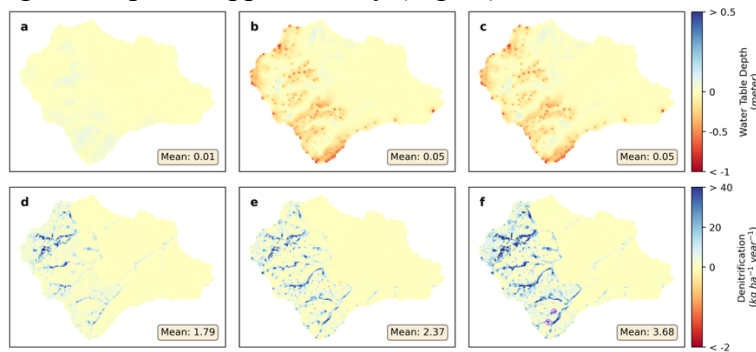 a
b
c
Mean: 0.01
Mean: 0.05
Mean: 0.05
> 0.5
0
-0.5
< -1
Water Table Depth
(meter)
d
e
f
Mean: 1.79
Mean: 2.37
Mean: 3.68
> 40
20
0
< -2
Denitrification
(kg ha⁻¹ year⁻¹)